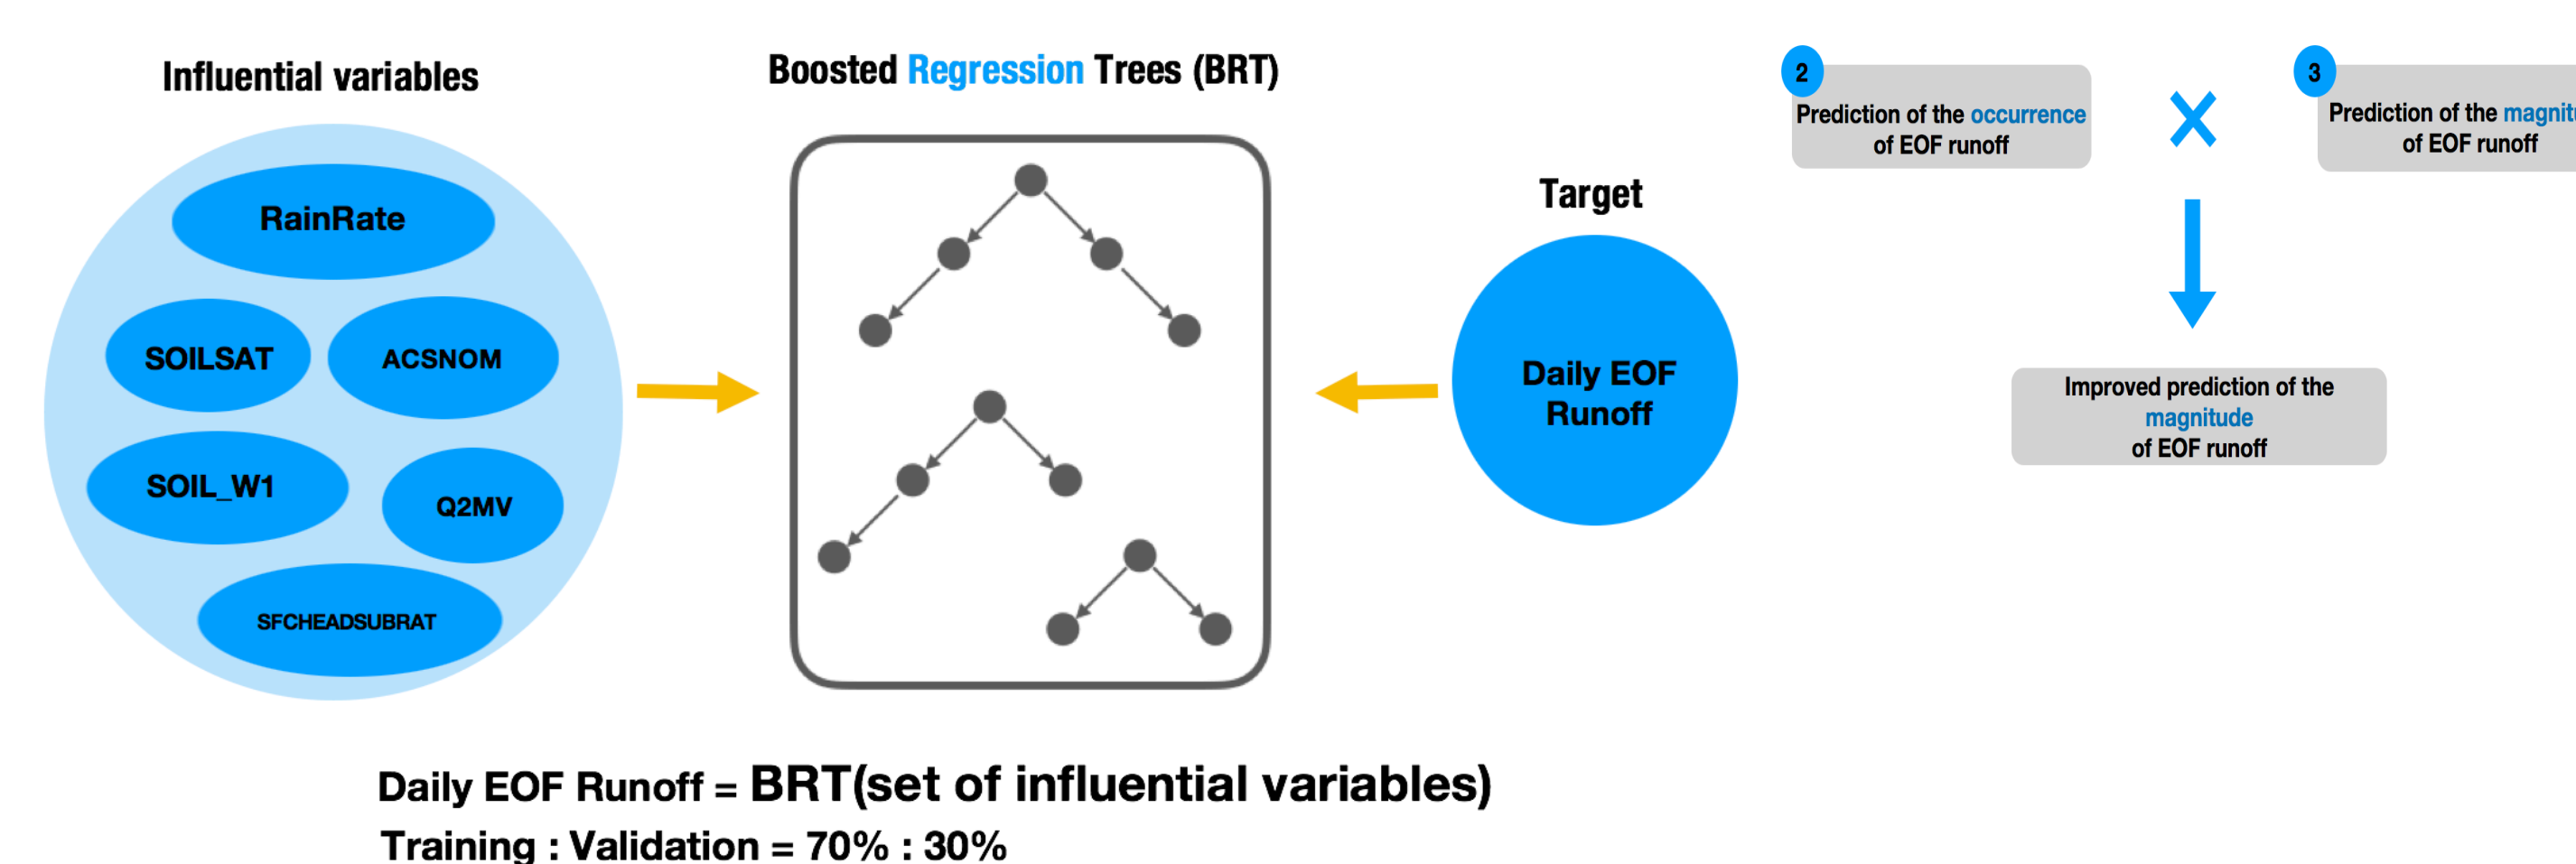 Influential variables
RainRate
SOILSAT
ACSNOM
SOIL_W1
Q2MV
SFCHEADSUBRAT
Boosted Regression Trees (BRT)
Target
Daily EOF
Runoff
2
Prediction of the occurrence
of EOF runoff
3
Prediction of the
of EOF runoff
Improved prediction of the
magnitude
of EOF runoff
Daily EOF Runoff = BRT(set of influential variables)
Training : Validation = 70% : 30%